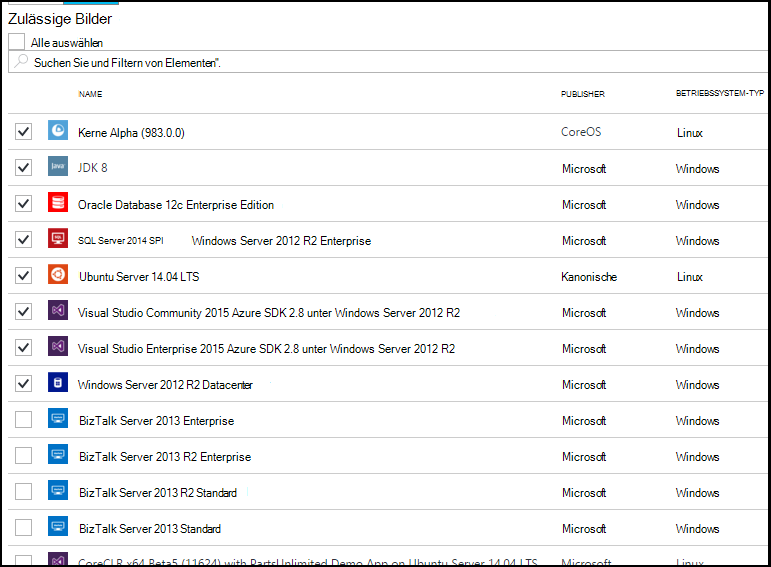 Zulässige Bilder
Alle auswählen
Suchen Sie und Filtern von Elementen".
NAME PUBLISHER BETRIEBSSYSTEM-TYP
Kerne Alpha (983.0.0) CoreOS Linux
Java JDK 8 Microsoft Windows
Oracle Database 12c Enterprise Edition Microsoft Windows
SQL Server 2014 SPI Windows Server 2012 R2 Enterprise Microsoft Windows
Ubuntu Server 14.04 LTS Kanonische Linux
Visual Studio Community 2015 Azure SDK 2.8 unter Windows Server 2012 R2 Microsoft Windows
Visual Studio Enterprise 2015 Azure SDK 2.8 unter Windows Server 2012 R2 Microsoft Windows
Windows Server 2012 R2 Datacenter Microsoft Windows
BizTalk Server 2013 Enterprise Microsoft Windows
BizTalk Server 2013 R2 Enterprise Microsoft Windows
BizTalk Server 2013 R2 Standard Microsoft Windows
BizTalk Server 2013 Standard Microsoft Windows
CoreCLR x64 Beta5 (11624) with PartsUnlimited Demo App on Ubuntu Server 14.04 LTS Microsoft Linux